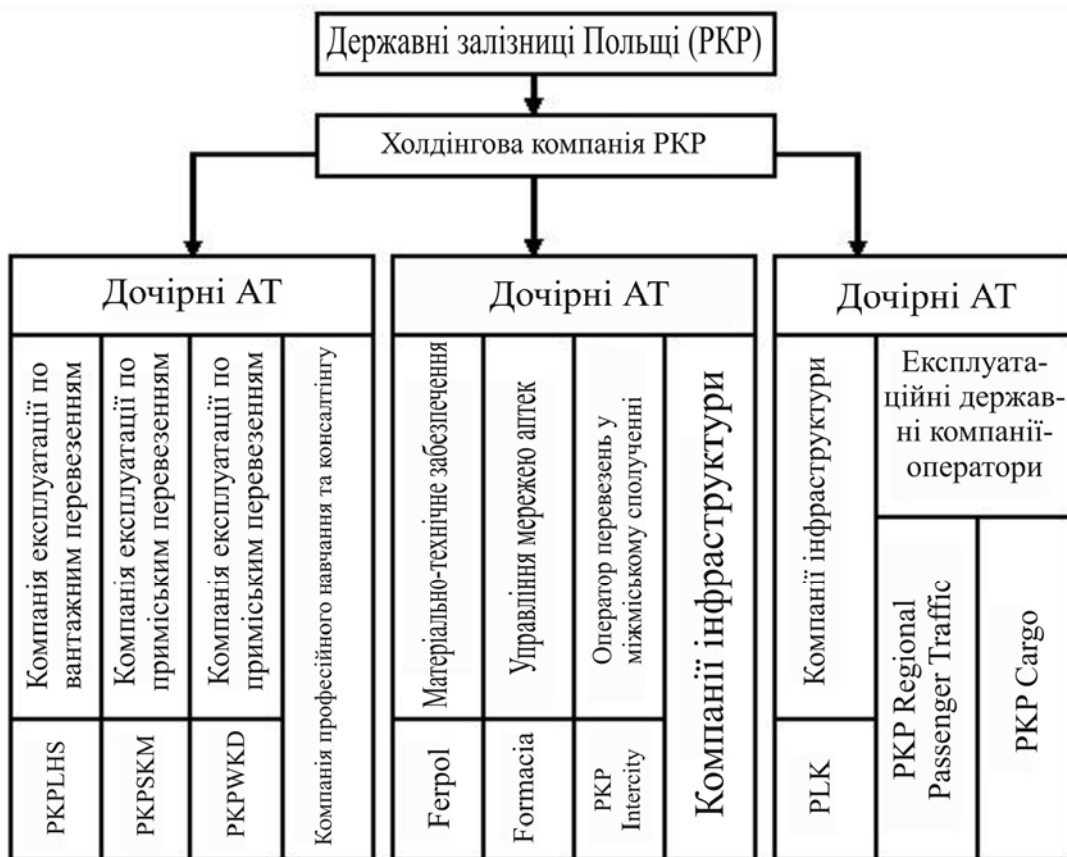 Державні залізниці Польщі (РКР)
Холдінгова компанія РКР
Дочірні АТ
Компанія експлуатації по
вантажним перевезенням
PKPLHS
Компанія експлуатації по
приміським перевезенням
PKPSKM
Компанія експлуатації по
приміським перевезенням
PKPWKD
Компанія професійного навчання та консалтінгу
Дочірні АТ
Матеріально-технічне забезпечення
Ferpol
Управління мережою аптек
Formacia
Оператор перевезень у
міжміському сполученні
PKP
Intercity
Компанії інфраструктури
Дочірні АТ
Компанії інфраструктури
PLK
Експлуата-
ційні держав-
ні компанії-
оператори
PKP Regional
Passenger Traffic
PKP Cargo